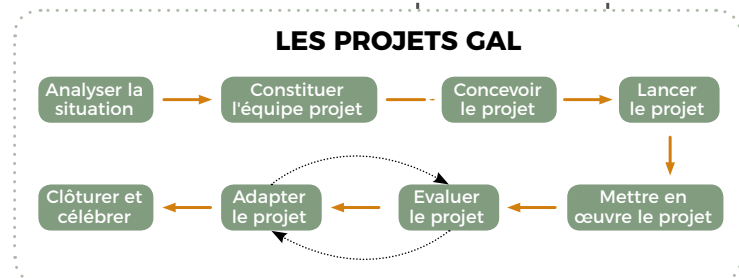 LES PROJETS GAL
Analyser la
situation
Constituer
l'équipe projet
Concevoir
le projet
Lancer
le projet
Mettre en
œuvre le projet
Evaluer
le projet
Adapter
le projet
Clôturer et
célébrer